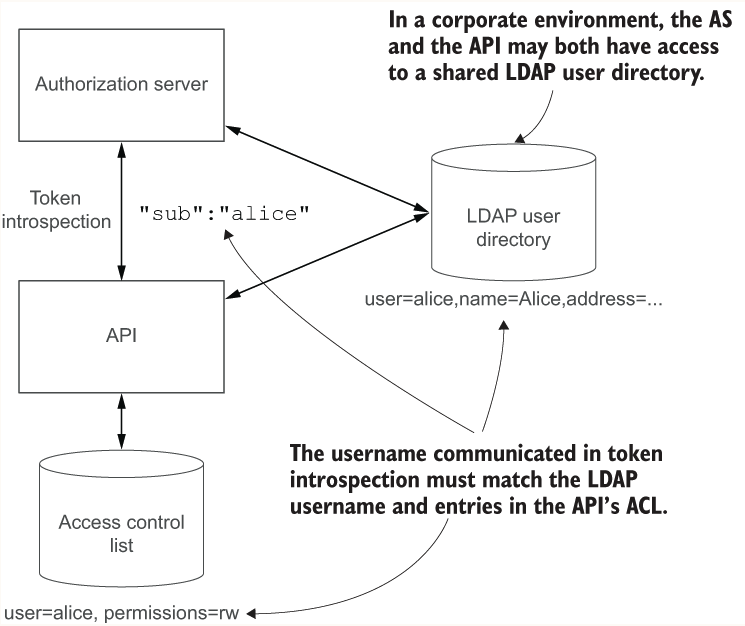 In a corporate environment, the AS
and the API may both have access
to a shared LDAP user directory.
Authorization server
Token
introspection
"sub":"alice"
LDAP user
directory
user=alice,name=Alice,address=...
API
The username communicated in token
introspection must match the LDAP
username and entries in the API’s ACL.
Access control
list
user=alice, permissions=rw